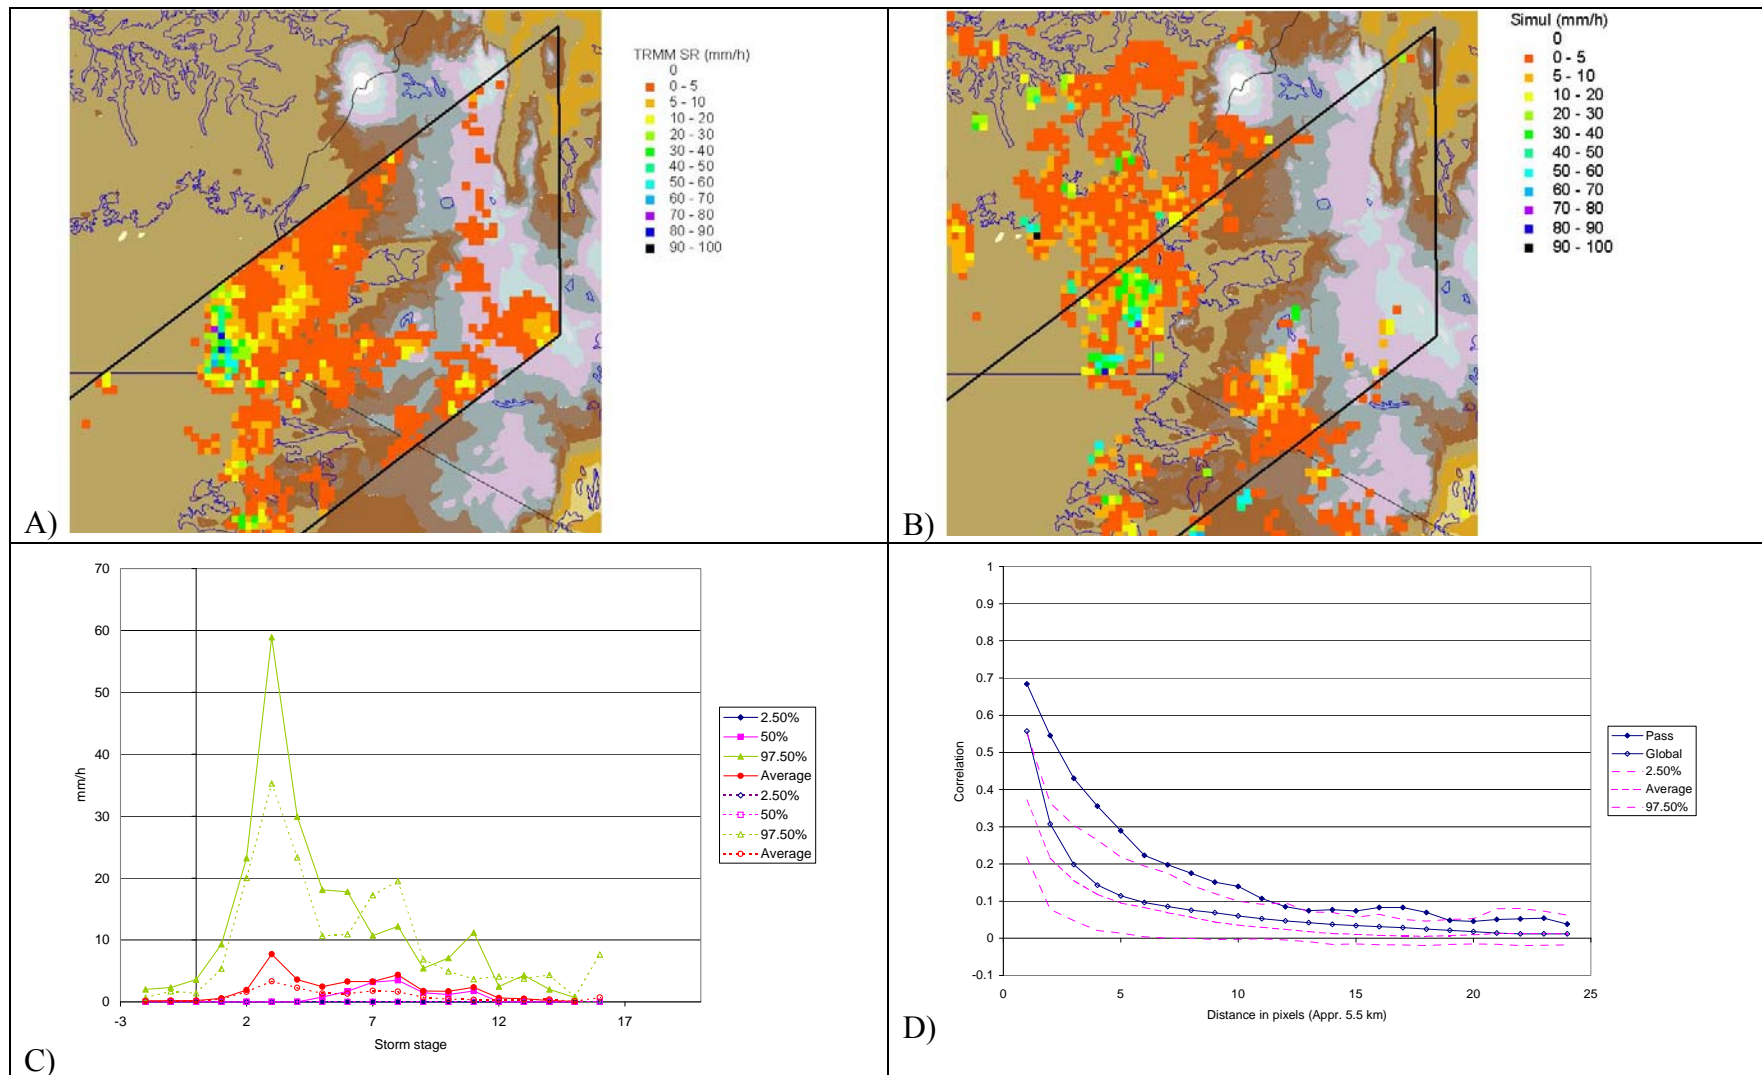 TRMM SR (mm/h)
0
0 - 5
5 - 10
10 - 20
20 - 30
30 - 40
40 - 50
50 - 60
60 - 70
70 - 80
80 - 90
90 - 100
A)
Simul (mm/h)
0
0 - 5
5 - 10
10 - 20
20 - 30
30 - 40
40 - 50
50 - 60
60 - 70
70 - 80
80 - 90
90 - 100
B)
70
60
50
40
30
20
10
0
mm/h
-3
2
7
12
17
Storm stage
2.50%
50%
97.50%
Average
2.50%
50%
97.50%
Average
C)
1
0.9
0.8
0.7
0.6
0.5
0.4
0.3
0.2
0.1
0
-0.1
Correlation
0
5
10
15
20
25
Distance in pixels (Appr. 5.5 km)
Pass
Global
2.50%
Average
97.50%
D)